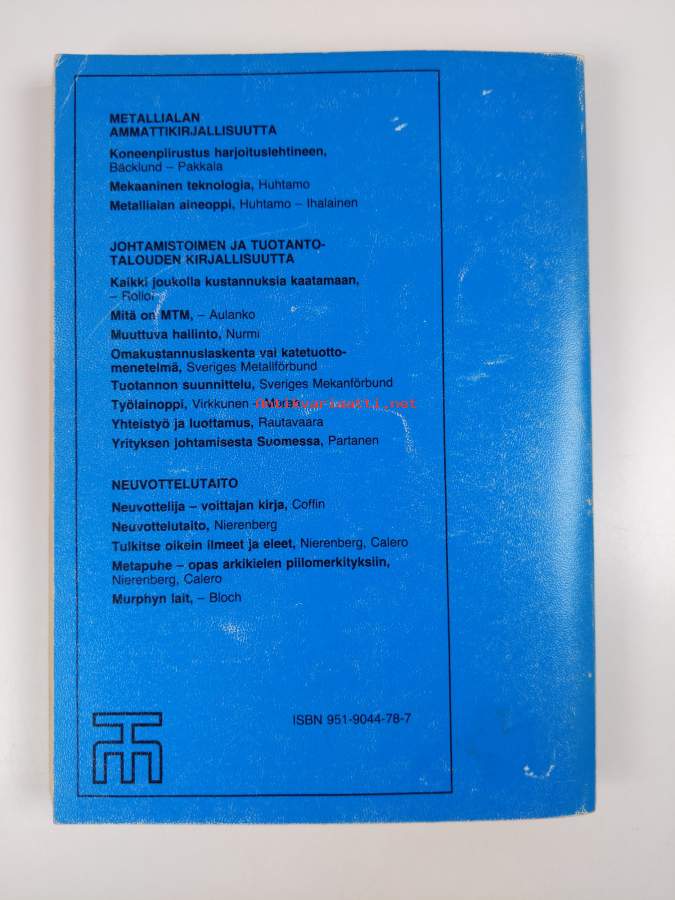 METALLIALAN
AMMATTIKIRJALLISUUTTA
Koneenpiirustus harjoituslehtineen,
Bäcklund – Pakkala
Mekaaninen teknologia, Huhtamo
Metallialan aineoppi, Huhtamo – Ihalainen
JOHTAMISTOIMEN JA TUOTANTO-
TALOUDEN KIRJALLISUUTTA
Kaikki joukolla kustannuksia kaatamaan,
– Rolloi
Mitä on MTM, – Aulanko
Muuttuva hallinto, Nurmi
Omakustannuslaskenta vai katetuotto-
menetelmä, Sveriges Metallförbund
Tuotannon suunnittelu, Sveriges Mekanförbund
Työlainoppi, Virkkunen –
Antikvariaatti.net
Yhteistyö ja luottamus, Rautavaara
Yrityksen johtamisesta Suomessa, Partanen
NEUVOTTELUTAITO
Neuvottelija – voittajan kirja, Coffin
Neuvottelutaito, Nierenberg
Tulkitse oikein ilmeet ja eleet, Nierenberg, Calero
Metapuhe – opas arkikielen piilomerkityksiin,
Nierenberg, Calero
Murphyn lait, – Bloch
ISBN 951-9044-78-7